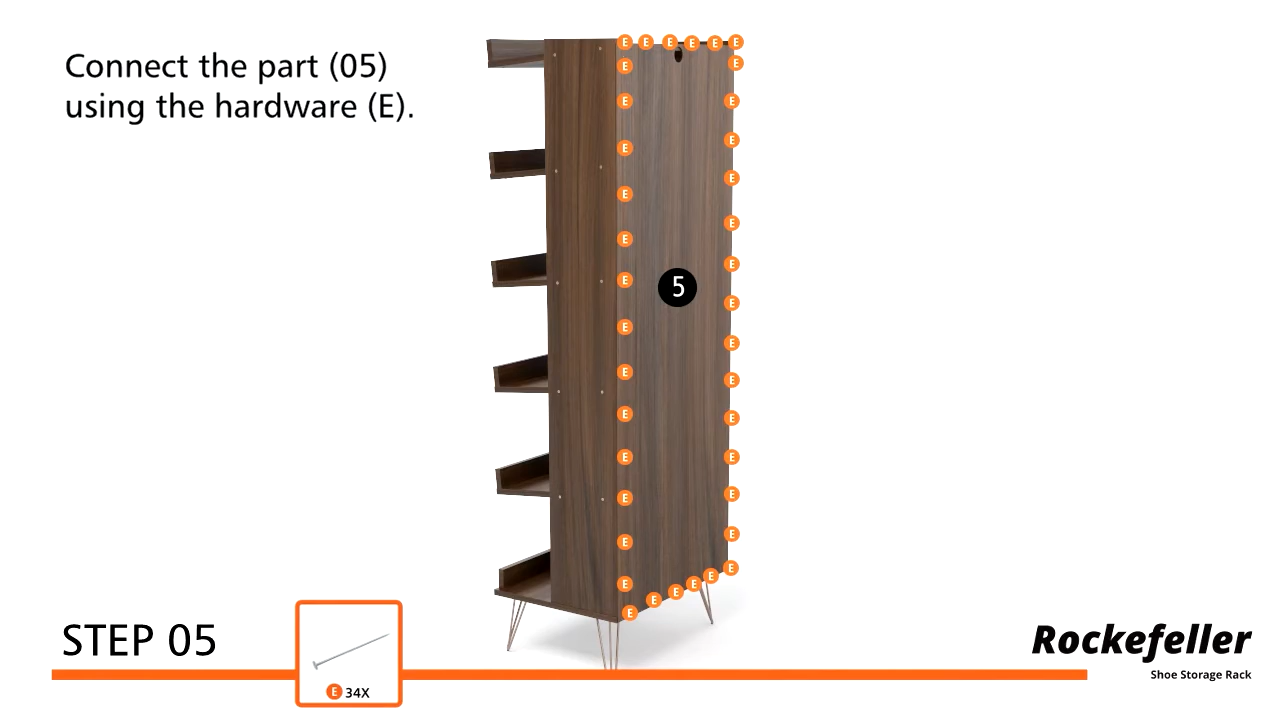 Connect the part (05)
using the hardware (E).
E E E E E E
E E
E E
E E
E E
E E
E E
5
E E
E E
E E
E E
E E
E E
E E
E E E E E E
STEP 05
E 34X
Rockefeller
Shoe Storage Rack